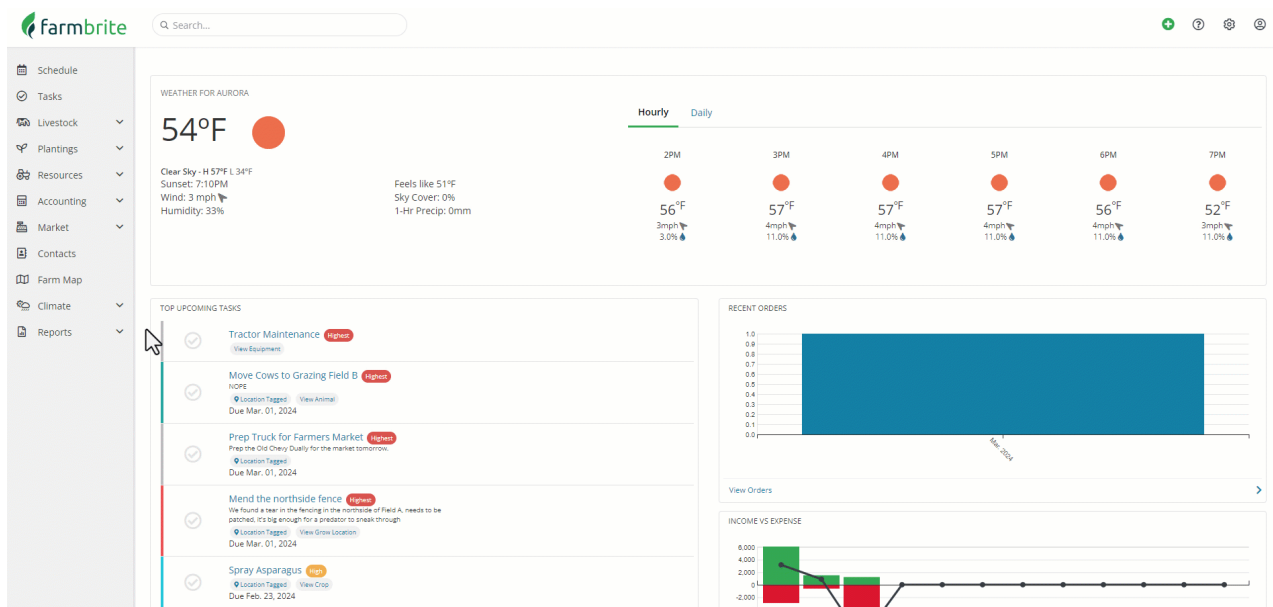 farmbrite
Search...
Schedule
Tasks
Livestock
Plantings
Resources
Accounting
Market
Contacts
Farm Map
Climate
Reports
WEATHER FOR AURORA
54°F
Clear Sky - H 57°F L 34°F
Sunset: 7:10PM
Wind: 3 mph
Humidity: 33%
Feels like 51°F
Sky Cover: 0%
1-Hr Precip: 0mm
Hourly Daily
2PM 3PM 4PM 5PM 6PM 7PM
56°F 57°F 57°F 57°F 56°F 52°F
3mph 4mph 4mph 4mph 4mph 3mph
3.0% 11.0% 11.0% 11.0% 11.0% 11.0%
TOP UPCOMING TASKS
Tractor Maintenance Highest
View Equipment
Move Cows to Grazing Field B Highest
NOPE
Location Tagged View Animal
Due Mar. 01, 2024
Prep Truck for Farmers Market Highest
Prep the Old Chevy Dually for the market tomorrow.
Location Tagged
Due Mar. 01, 2024
Mend the northside fence Highest
We found a tear in the fencing in the northside of Field A, needs to be
patched, it's big enough for a predator to sneak through
Location Tagged View Grow Location
Due Mar. 01, 2024
Spray Asparagus High
Location Tagged View Crop
Due Feb. 23, 2024
RECENT ORDERS
1.0
0.9
0.8
0.7
0.6
0.5
0.4
0.3
0.2
0.1
0.0
Mar, 2024
View Orders
INCOME VS EXPENSE
6,000
4,000
2,000
0
-2,000